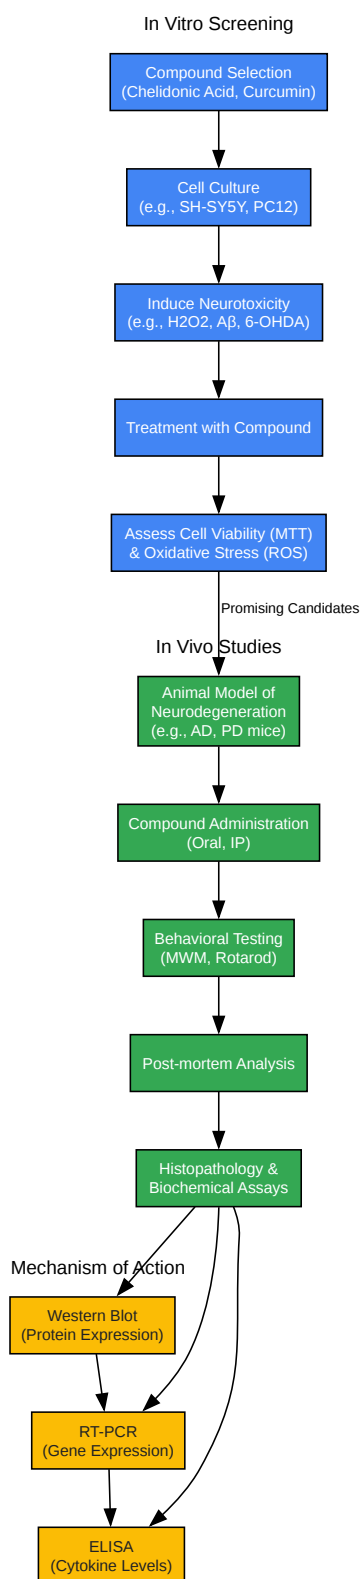 In Vitro Screening
Compound Selection
(Chelidonic Acid, Curcumin)
Cell Culture
(e.g., SH-SY5Y, PC12)
Induce Neurotoxicity
(e.g., H2O2, Aβ, 6-OHDA)
Treatment with Compound
Assess Cell Viability (MTT)
& Oxidative Stress (ROS)
Promising Candidates
In Vivo Studies
Animal Model of
Neurodegeneration
(e.g., AD, PD mice)
Compound Administration
(Oral, IP)
Behavioral Testing
(MWM, Rotarod)
Post-mortem Analysis
Histopathology &
Biochemical Assays
Mechanism of Action
Western Blot
(Protein Expression)
RT-PCR
(Gene Expression)
ELISA
(Cytokine Levels)